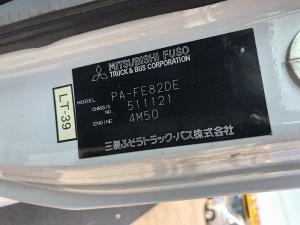 MITSUBISHI FUSO
TRUCK & BUS CORPORATION
MODEL PA-FE82DE
CHASSIS NO. 511121
ENGINE 4M50
三菱ふそうトラック・バス株式会社
LT-39